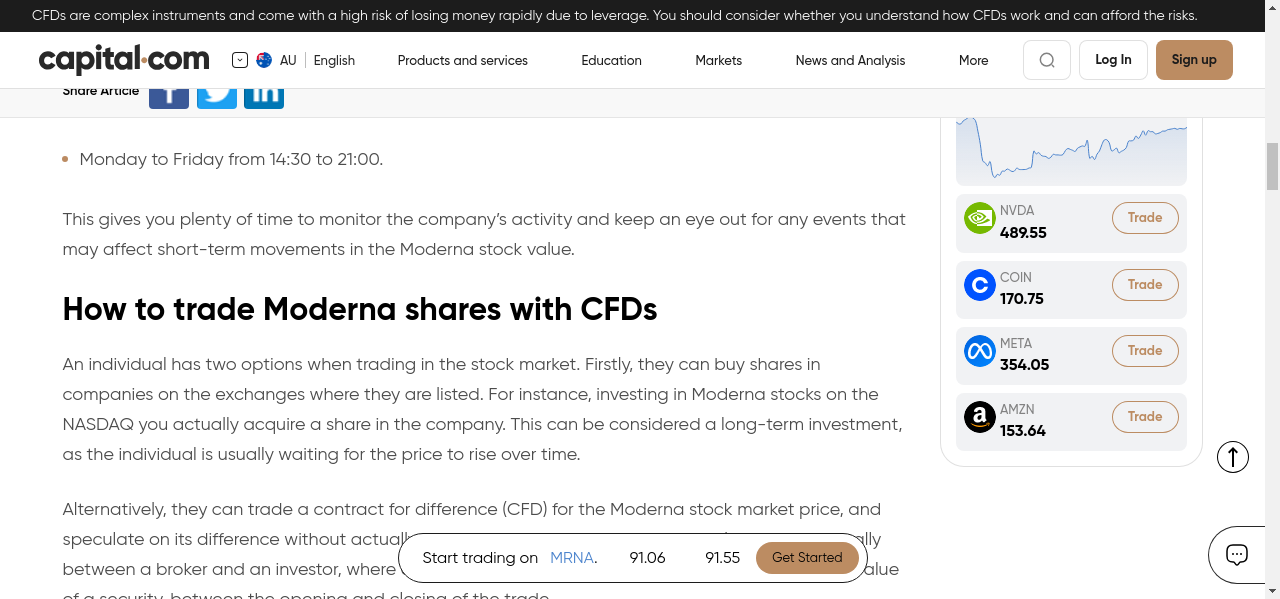 CFDs are complex instruments and come with a high risk of losing money rapidly due to leverage. You should consider whether you understand how CFDs work and can afford the risks.
capital.com
AU
English
Products and services
Education
Markets
News and Analysis
More
Log In
Sign up
Share Article
Monday to Friday from 14:30 to 21:00.
This gives you plenty of time to monitor the company's activity and keep an eye out for any events that
may affect short-term movements in the Moderna stock value.
How to trade Moderna shares with CFDs
An individual has two options when trading in the stock market. Firstly, they can buy shares in
companies on the exchanges where they are listed. For instance, investing in Moderna stocks on the
NASDAQ you actually acquire a share in the company. This can be considered a long-term investment,
as the individual is usually waiting for the price to rise over time.
Alternatively, they can trade a contract for difference (CFD) for the Moderna stock market price, and
speculate on its difference without
between a broker and an investor, where
of a security, between the opening and closing of the trade.
NVDA
489.55
Trade
COIN
170.75
Trade
META
354.05
Trade
AMZN
153.64
Trade
Start trading on MRNA. 91.06 91.55 Get Started